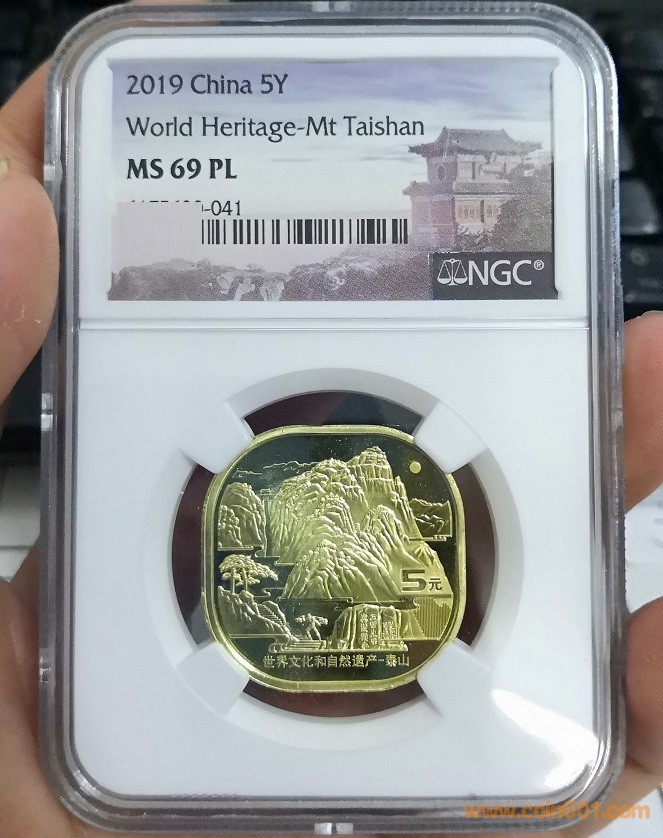 2019 China 5Y
World Heritage-Mt Taishan
MS 69 PL
-041
NGC®
5元
世界文化和自然遗产-泰山
www.coin001.com